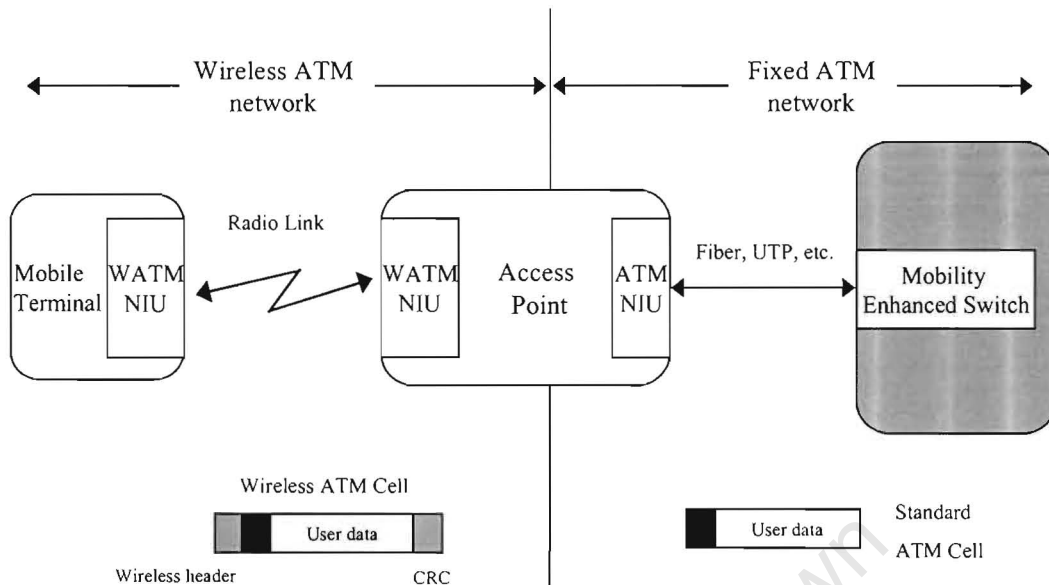 Wireless ATM
network
Fixed ATM
network
Mobile
Terminal
WATM
NIU
Radio Link
WATM
NIU
Access
Point
ATM
NIU
Fiber, UTP, etc.
Mobility
Enhanced Switch
Wireless ATM Cell
User data
Wireless header
CRC
User data
Standard
ATM Cell